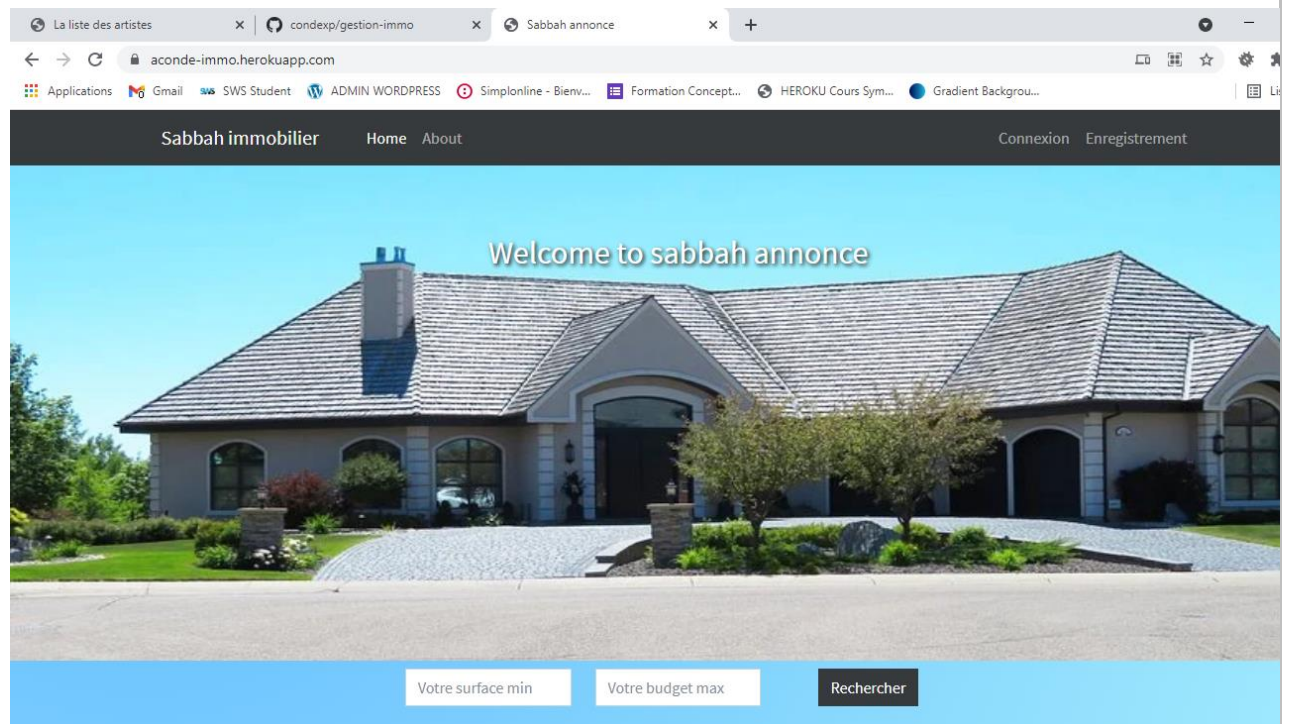 La liste des artistes
condexp/gestion-immo
Sabbah annonce
aconde-immo.herokuapp.com
Applications Gmail SWS SWS Student ADMIN WORDPRESS Simplonline - Bienv... Formation Concept... HEROKU Cours Sym... Gradient Backgrou...
Sabbah immobilier Home About Connexion Enregistrement
Welcome to sabbah annonce
Votre surface min Votre budget max Rechercher